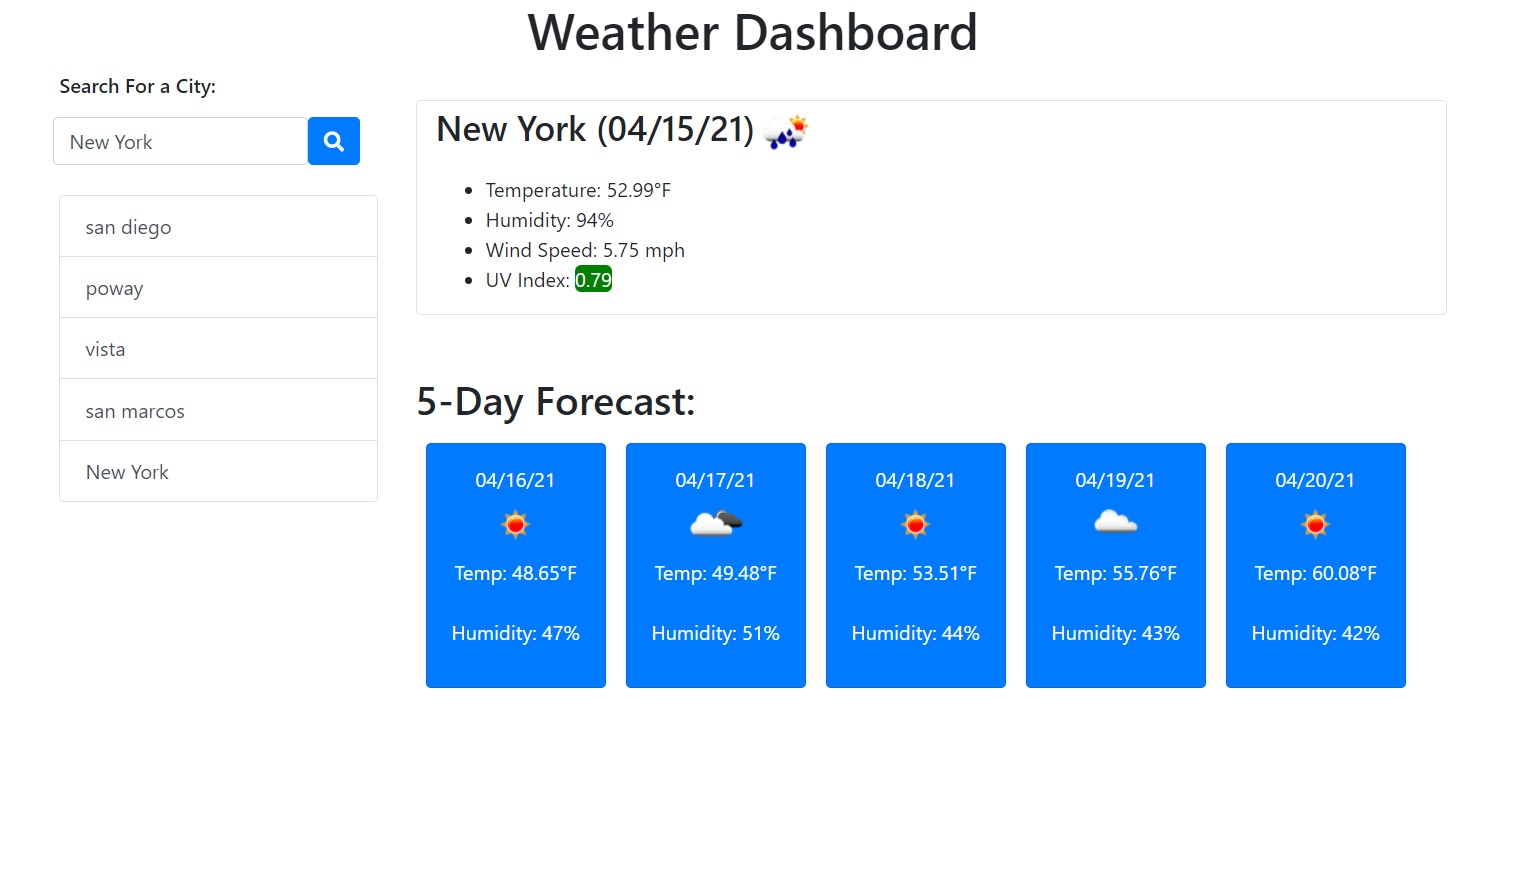 Weather Dashboard
Search For a City:
New York
san diego
poway
vista
san marcos
New York
New York (04/15/21)
Temperature: 52.99°F
Humidity: 94%
Wind Speed: 5.75 mph
UV Index: 0.79
5-Day Forecast:
04/16/21
Temp: 48.65°F
Humidity: 47%
04/17/21
Temp: 49.48°F
Humidity: 51%
04/18/21
Temp: 53.51°F
Humidity: 44%
04/19/21
Temp: 55.76°F
Humidity: 43%
04/20/21
Temp: 60.08°F
Humidity: 42%